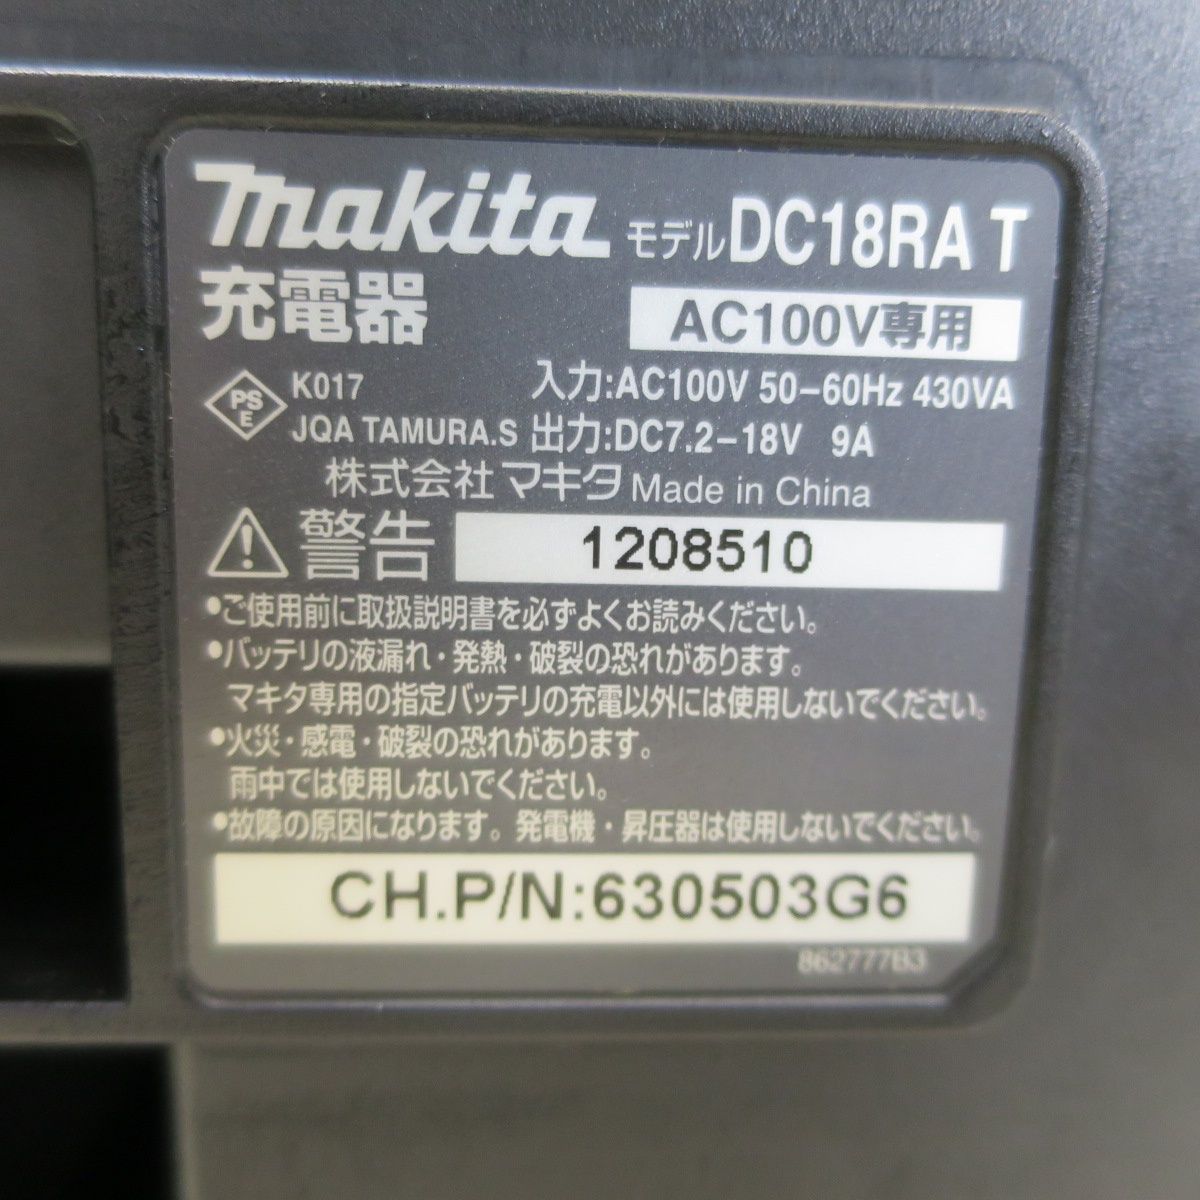 makita モデル DC18RA T
充電器 AC100V専用
PSE K017 入力:AC100V 50-60Hz 430VA
JQA TAMURA.S 出力:DC7.2-18V 9A
株式会社 マキタ Made in China
警告 1208510
•ご使用前に取扱説明書を必ずよくお読みください。
•バッテリの液漏れ・発熱・破裂の恐れがあります。
マキタ専用の指定バッテリの充電以外には使用しないでください。
•火災・感電・破裂の恐れがあります。
雨中では使用しないでください。
•故障の原因になります。発電機・昇圧器は使用しないでください。
CH.P/N:630503G6
862777B3